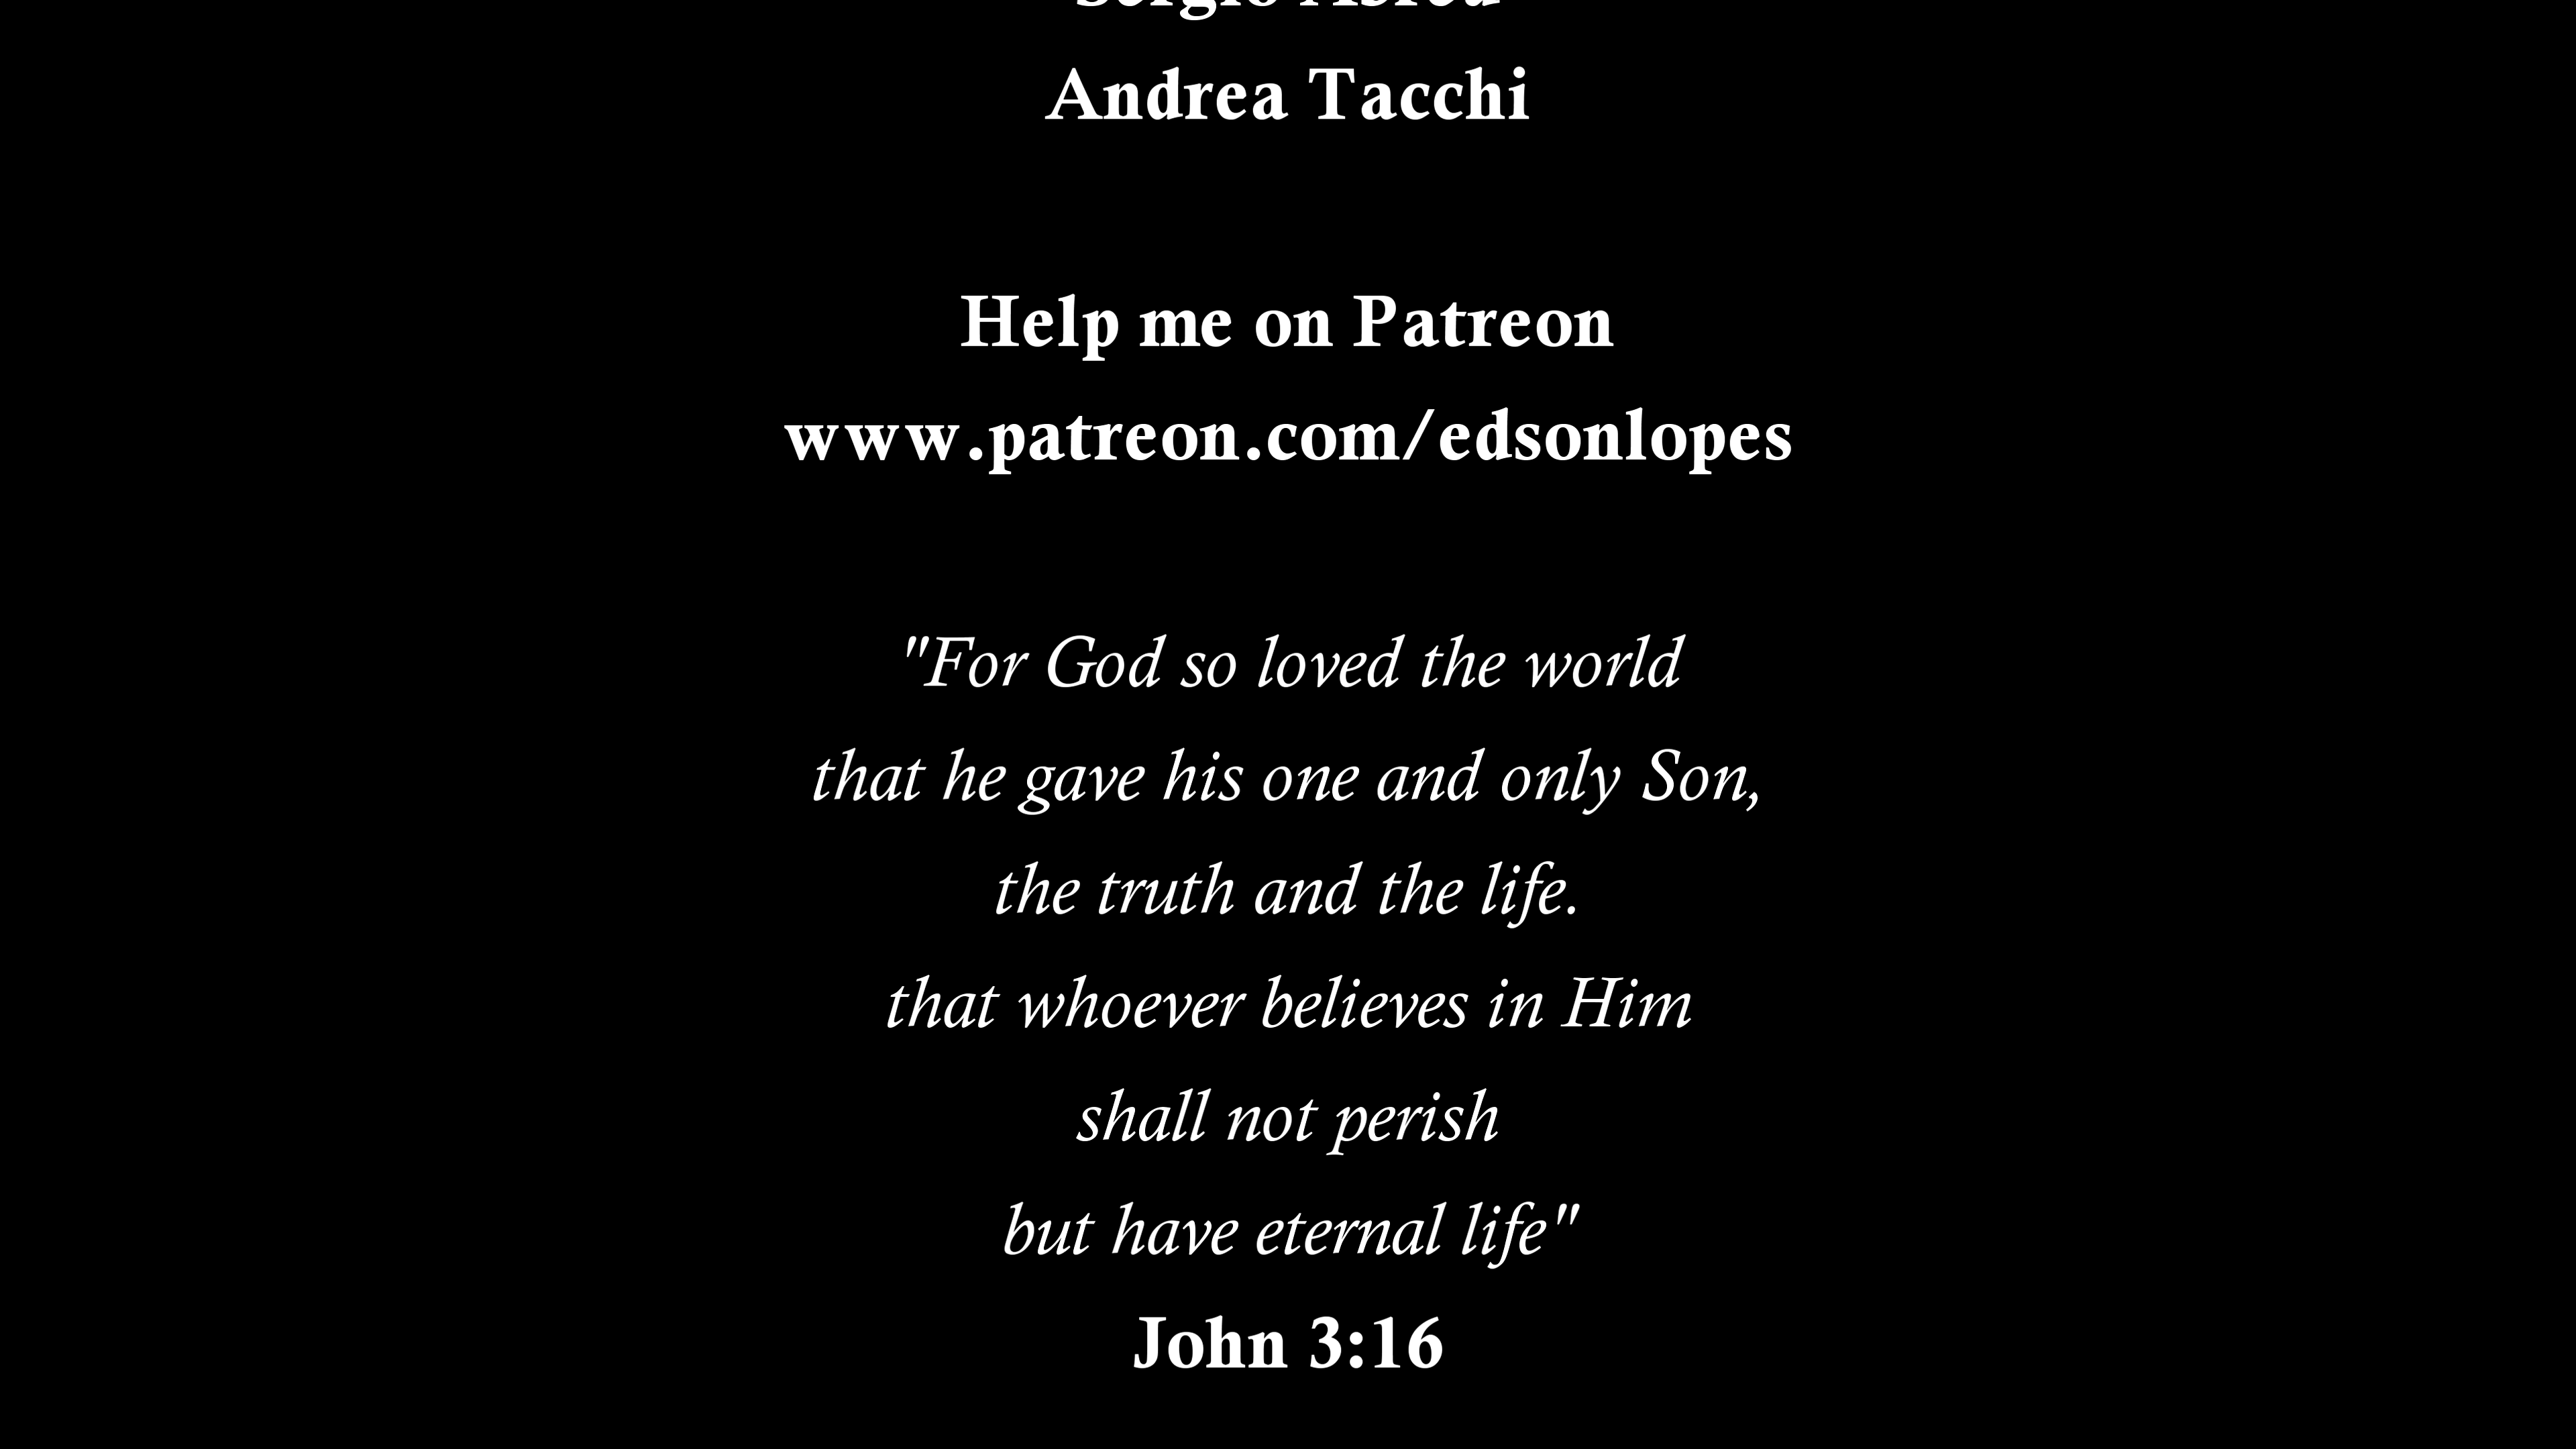 Sergio Abreu
Andrea Tacchi
Help me on Patreon
www.patreon.com/edsonlopes
"For God so loved the world
that he gave his one and only Son,
the truth and the life.
that whoever believes in Him
shall not perish
but have eternal life"
John 3:16